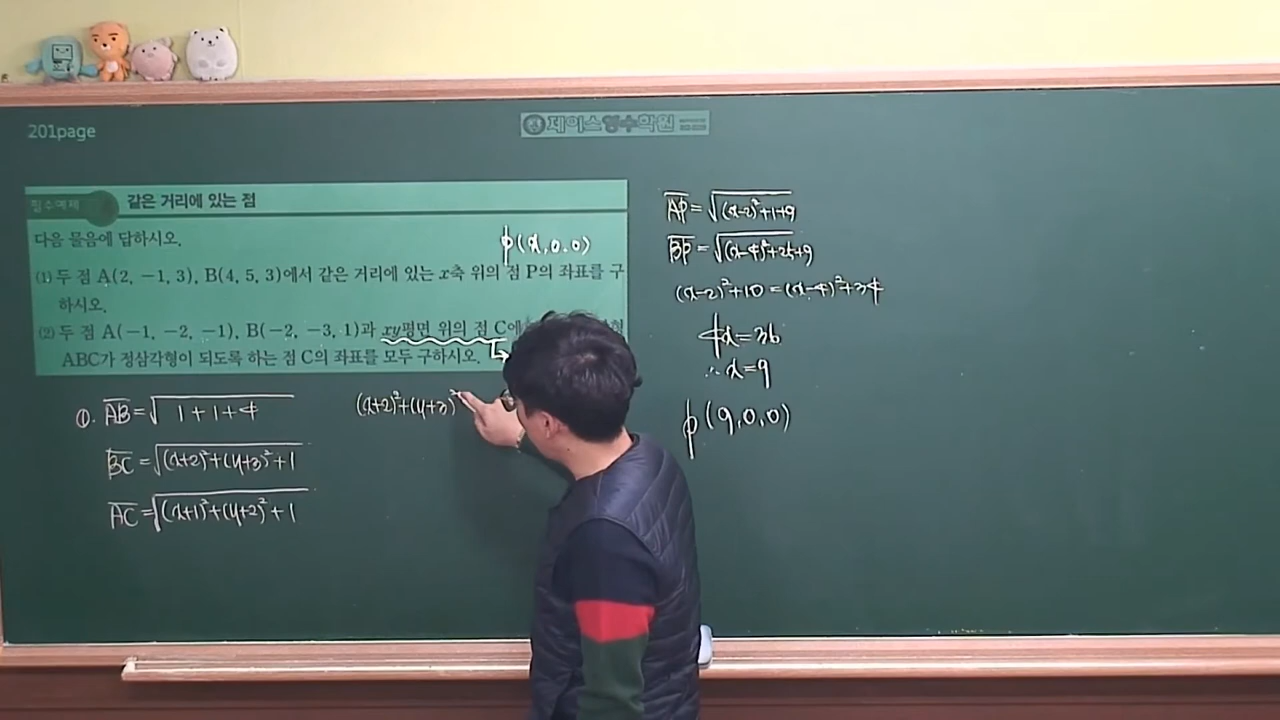 201page
제이스영수학원
필수예제
같은 거리에 있는 점
다음 물음에 답하시오.
P(x,0,0)
(1) 두 점 A(2, −1, 3), B(4, 5, 3)에서 같은 거리에 있는 x축 위의 점 P의 좌표를 구
하시오.
(2) 두 점 A(−1, −2, −1), B(−2, −3, 1)과 xy평면 위의 점 C에
ABC가 정삼각형이 되도록 하는 점 C의 좌표를 모두 구하시오.
①. A̅B̅=√(1+1+4)
B̅C̅=√((x+2)²+(y+3)²+1)
A̅C̅=√((x+1)²+(y+2)²+1)
(x+2)²+(y+3)²
A̅P̅=√((x-2)²+1+9)
B̅P̅=√((x-4)²+25+9)
(x-2)²+10=(x-4)²+34
4x=36
∴x=9
P(9,0,0)